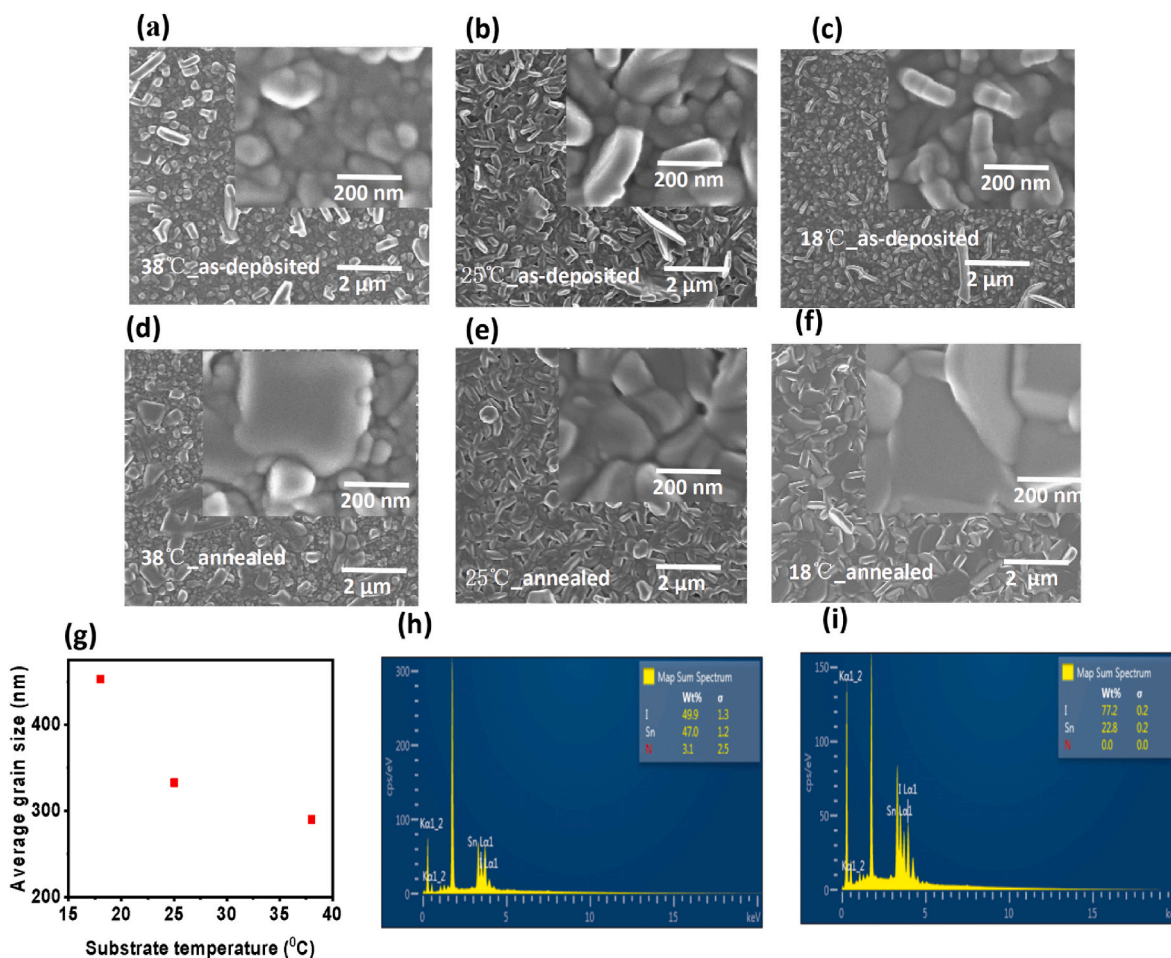 (a)
(b)
(c)
200 nm
200 nm
200 nm
38℃_as-deposited
2 µm
25℃_as-deposited
2 µm
18℃_as-deposited
2 µm
(d)
(e)
(f)
200 nm
200 nm
200 nm
38℃_annealed
2 µm
25℃_annealed
2 µm
18℃_annealed
2 µm
(g)
400
300
200
15 20 25 30 35 40
Average grain size (nm)
Substrate temperature (⁰C)
(h)
300
200
100
0
cps/eV
Kα1_2
Kα1_2
Sn Lα1
I Lα1
0 5 10 15 keV
Map Sum Spectrum
Wt% σ
I 49.9 1.3
Sn 47.0 1.2
N 3.1 2.5
(i)
150
100
50
0
cps/eV
Kα1_2
Kα1_2
I Lα1
Sn Lα1
0 5 10 15
Map Sum Spectrum
Wt% σ
I 77.2 0.2
Sn 22.8 0.2
N 0.0 0.0